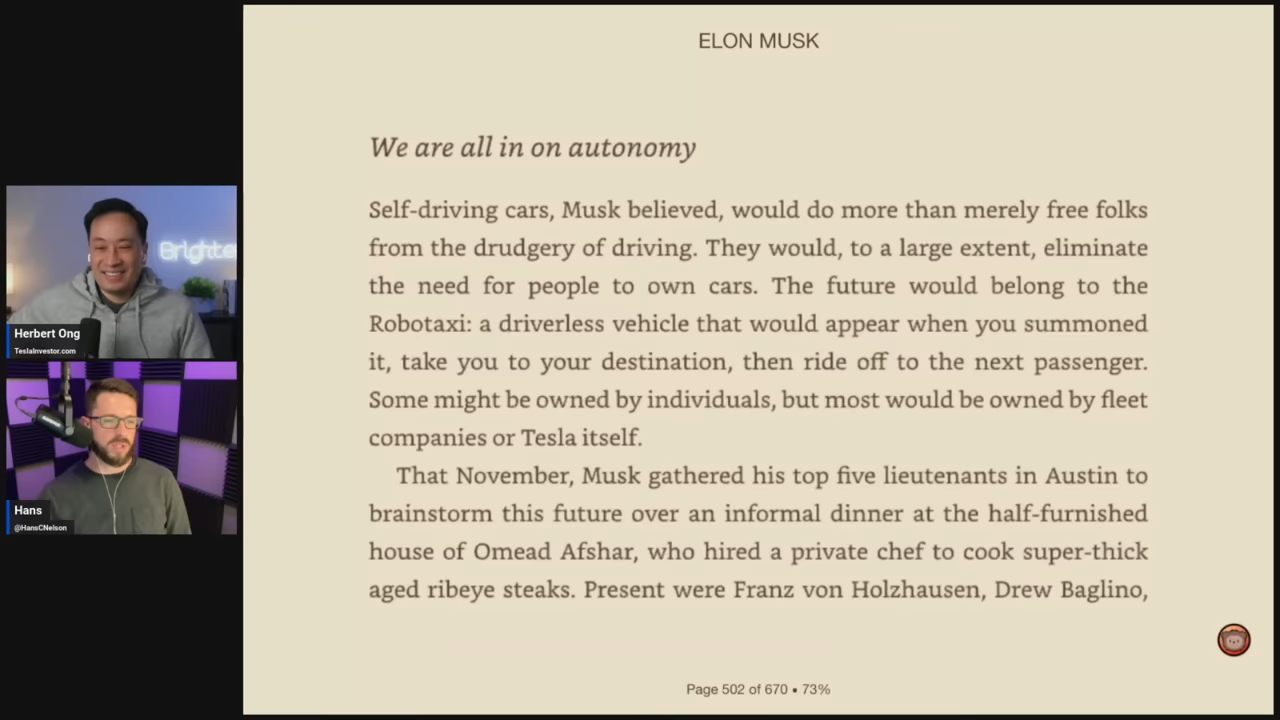 ELON MUSK
We are all in on autonomy
Self-driving cars, Musk believed, would do more than merely free folks
from the drudgery of driving. They would, to a large extent, eliminate
the need for people to own cars. The future would belong to the
Robotaxi: a driverless vehicle that would appear when you summoned
it, take you to your destination, then ride off to the next passenger.
Some might be owned by individuals, but most would be owned by fleet
companies or Tesla itself.
That November, Musk gathered his top five lieutenants in Austin to
brainstorm this future over an informal dinner at the half-furnished
house of Omead Afshar, who hired a private chef to cook super-thick
aged ribeye steaks. Present were Franz von Holzhausen, Drew Baglino,
Page 502 of 670 • 73%
Brighte
Herbert Ong
TeslaInvestor.com
Hans
@HansCNelson